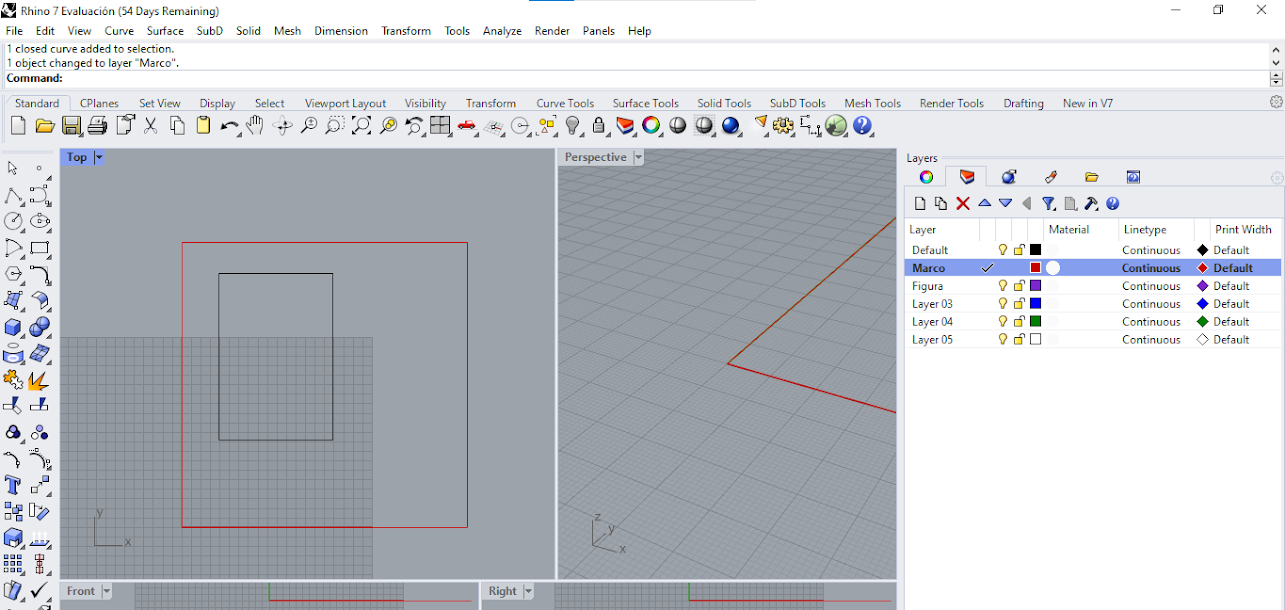 Rhino 7 Evaluación (54 Days Remaining)
File Edit View Curve Surface SubD Solid Mesh Dimension Transform Tools Analyze Render Panels Help
1 closed curve added to selection.
1 object changed to layer "Marco".
Command:
Standard CPlanes Set View Display Select Viewport Layout Visibility Transform Curve Tools Surface Tools Solid Tools SubD Tools Mesh Tools Render Tools Drafting New in V7
Top
Perspective
Layers
Layer Material Linetype Print Width
Default Continuous Default
Marco Continuous Default
Figura Continuous Default
Layer 03 Continuous Default
Layer 04 Continuous Default
Layer 05 Continuous Default
y
x
z
y
x
Front
Right